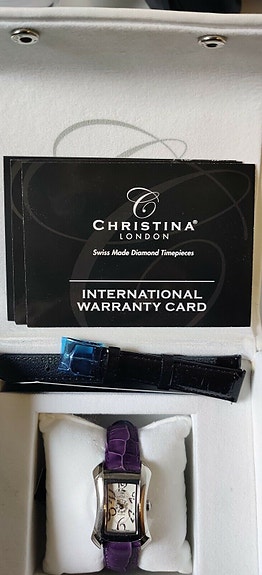 CHRISTINA®
LONDON
Swiss Made Diamond Timepieces
INTERNATIONAL
WARRANTY CARD